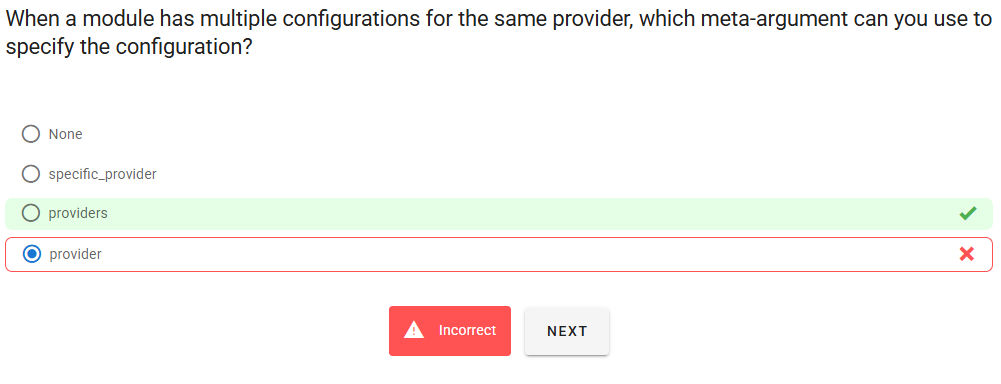 When a module has multiple configurations for the same provider, which meta-argument can you use to
specify the configuration?
None
specific_provider
providers
provider
Incorrect
NEXT